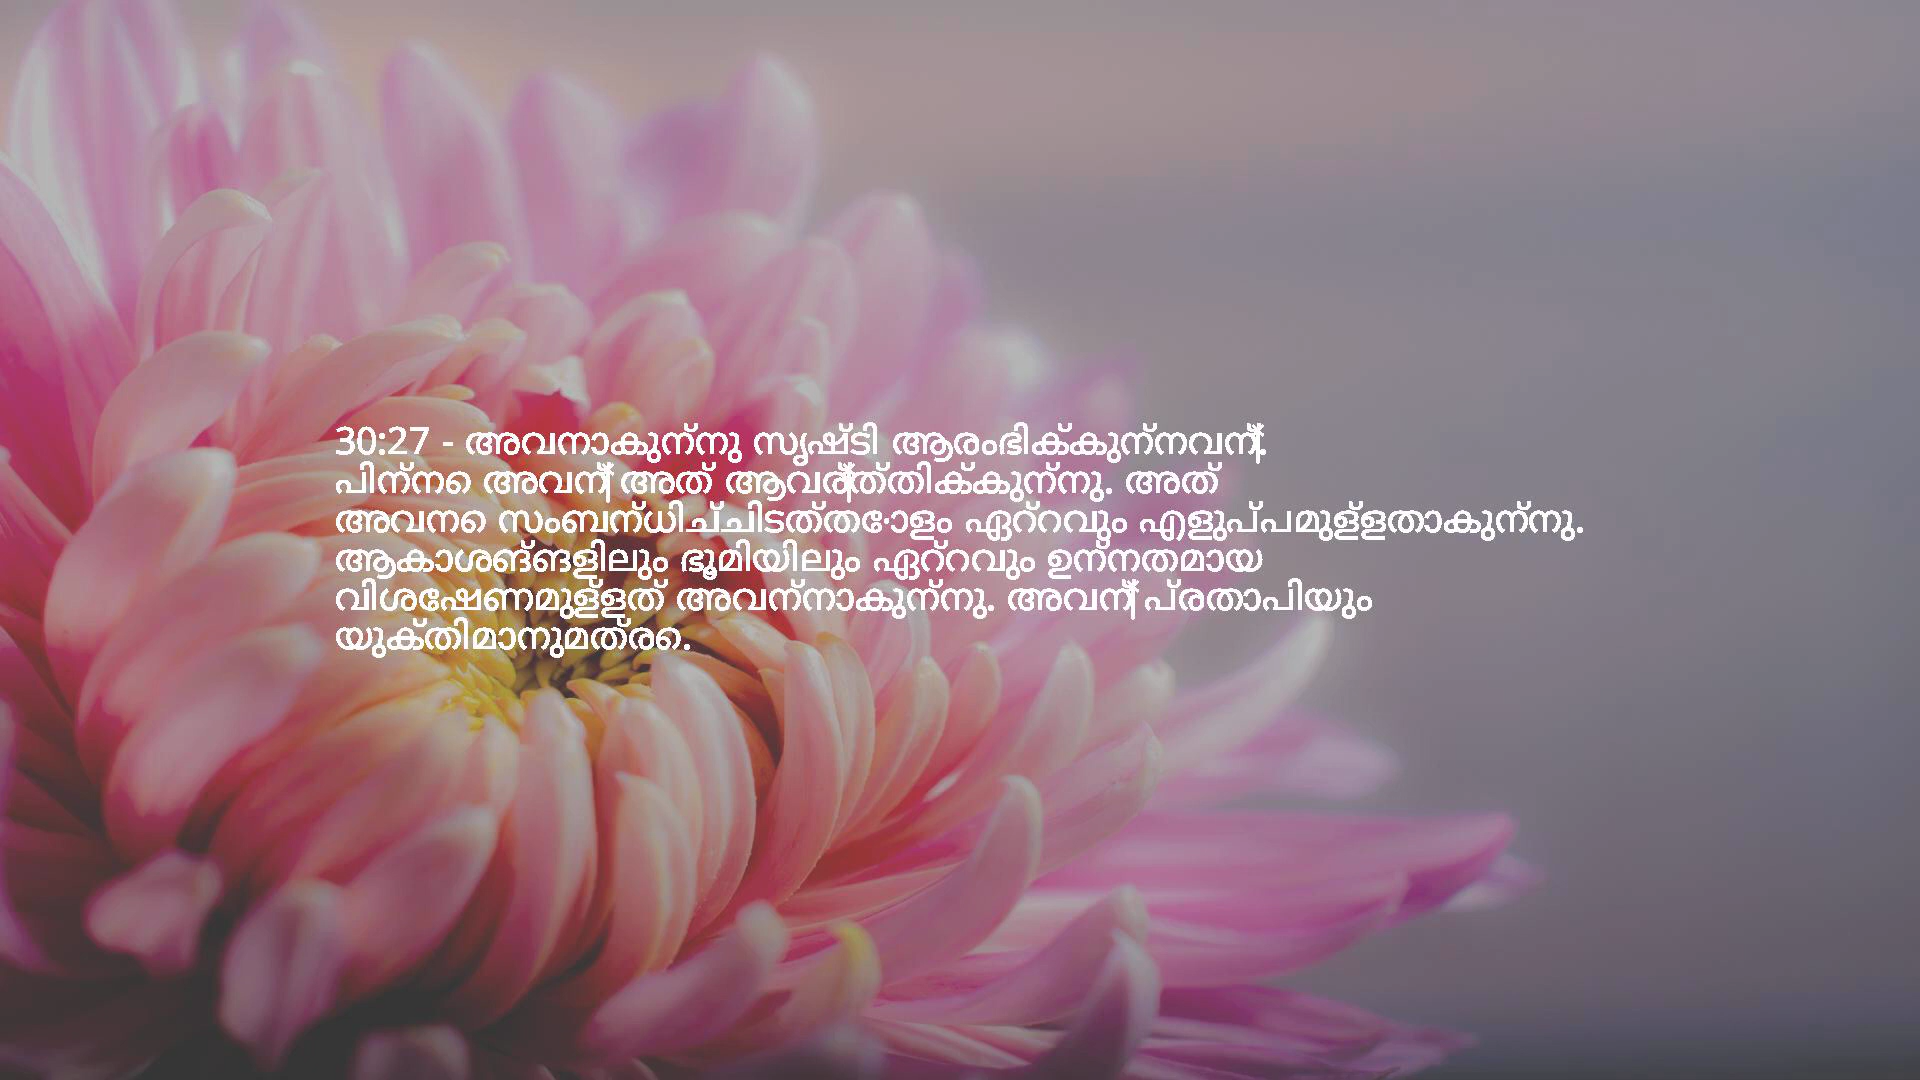 30:27 - അവനാകുന്നു സൃഷ്ടി ആരംഭിക്കുന്നവന്‍.
പിന്നെ അവന്‍ അത് ആവര്‍ത്തിക്കുന്നു. അത്
അവനെ സംബന്ധിച്ചിടത്തോളം ഏറ്റവും എളുപ്പമുള്ളതാകുന്നു.
ആകാശങ്ങളിലും ഭൂമിയിലും ഏറ്റവും ഉന്നതമായ
വിശേഷണമുള്ളത് അവന്നാകുന്നു. അവന്‍ പ്രതാപിയും
യുക്തിമാനുമത്രെ.